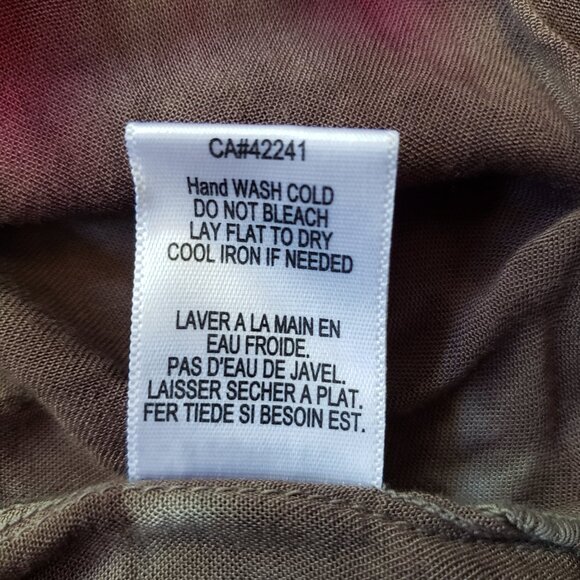 CA#42241
Hand WASH COLD
DO NOT BLEACH
LAY FLAT TO DRY
COOL IRON IF NEEDED
LAVER A LA MAIN EN
EAU FROIDE.
PAS D'EAU DE JAVEL.
LAISSER SECHER A PLAT.
FER TIEDE SI BESOIN EST.